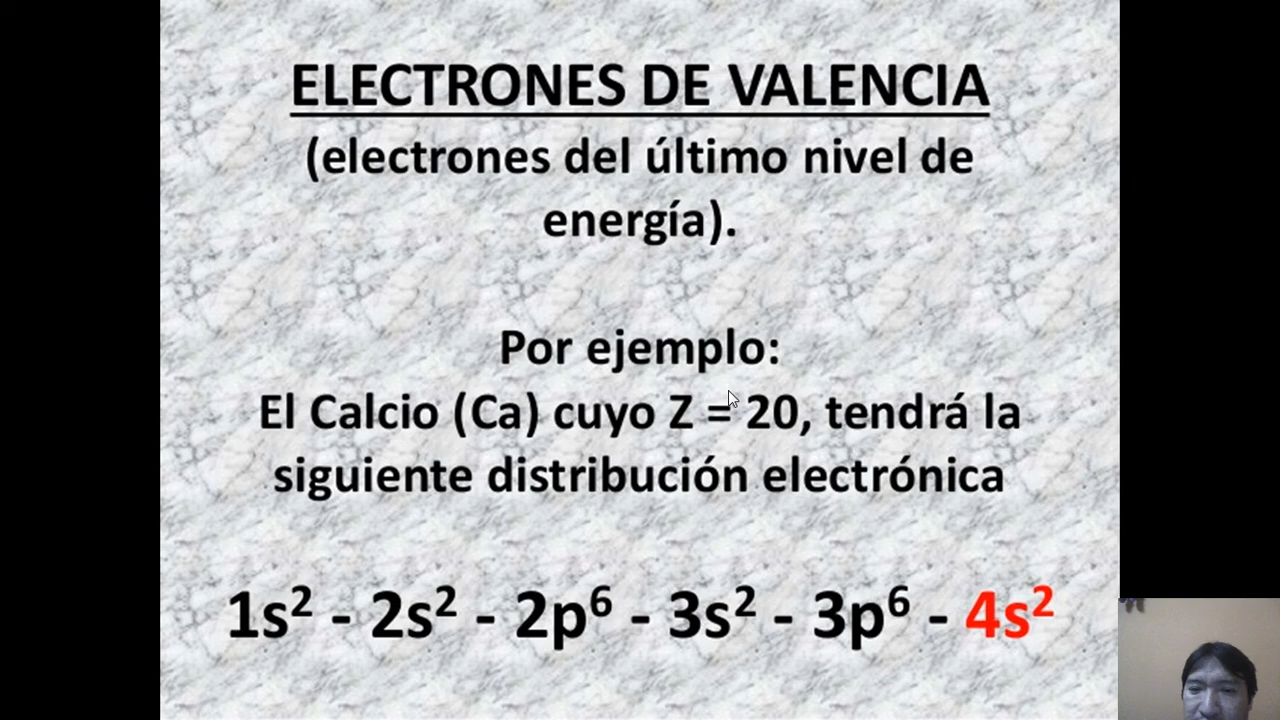 ELECTRONES DE VALENCIA
(electrones del último nivel de
energía).
Por ejemplo:
El Calcio (Ca) cuyo Z = 20, tendrá la
siguiente distribución electrónica
1s² - 2s² - 2p⁶ - 3s² - 3p⁶ - 4s²